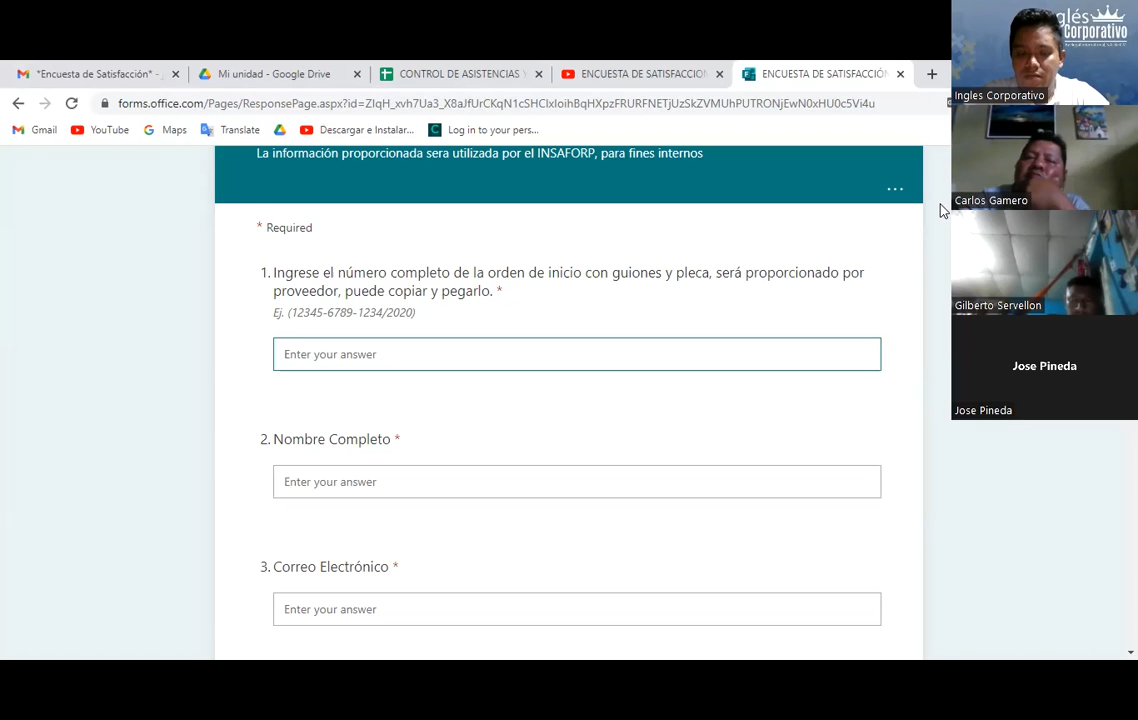 glés
Corporativo
Ingles Corporativo
*Encuesta de Satisfacción* -
Mi unidad - Google Drive
CONTROL DE ASISTENCIAS Y
ENCUESTA DE SATISFACCION
ENCUESTA DE SATISFACCIÓN
forms.office.com/Pages/ResponsePage.aspx?id=ZIqH_xvh7Ua3_X8aJfUrCKqN1cSHClxIoihBqHXpzFRURFNETjUzSkZVMUhPUTRONjEwN0xHU0c5Vi4u
Gmail
YouTube
Maps
Translate
Descargar e Instalar...
Log in to your pers...
La información proporcionada sera utilizada por el INSAFORP, para fines internos
...
* Required
1. Ingrese el número completo de la orden de inicio con guiones y pleca, será proporcionado por
proveedor, puede copiar y pegarlo. *
Ej. (12345-6789-1234/2020)
Enter your answer
2. Nombre Completo *
Enter your answer
3. Correo Electrónico *
Enter your answer
Carlos Gamero
Gilberto Servellon
Jose Pineda
Jose Pineda